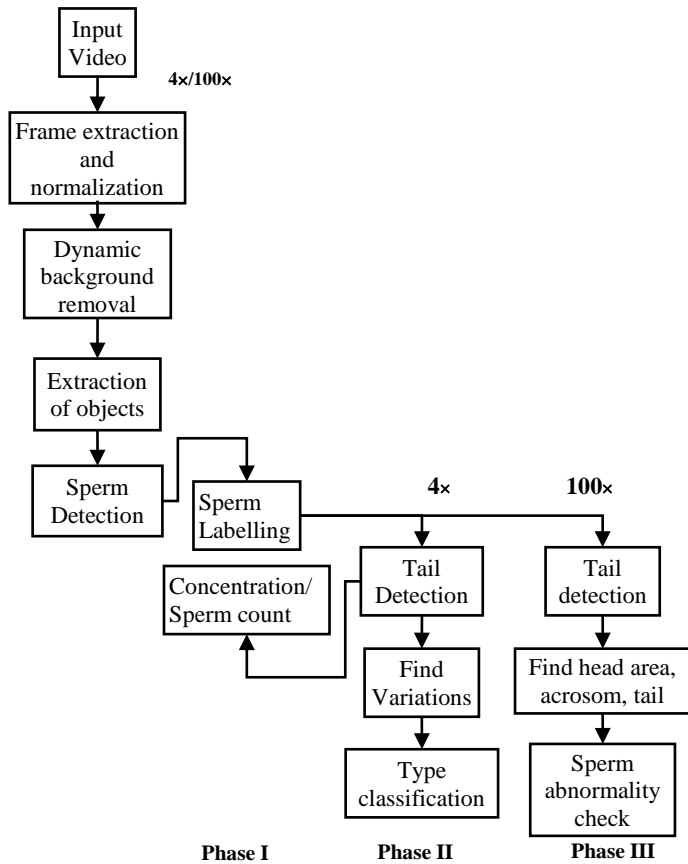 Input
Video
4×/100×
Frame extraction
and
normalization
Dynamic
background
removal
Extraction
of objects
Sperm
Detection
Sperm
Labelling
4×
100×
Concentration/
Sperm count
Tail
Detection
Tail
detection
Find
Variations
Find head area,
acrosom, tail
Type
classification
Sperm
abnormality
check
Phase I
Phase II
Phase III